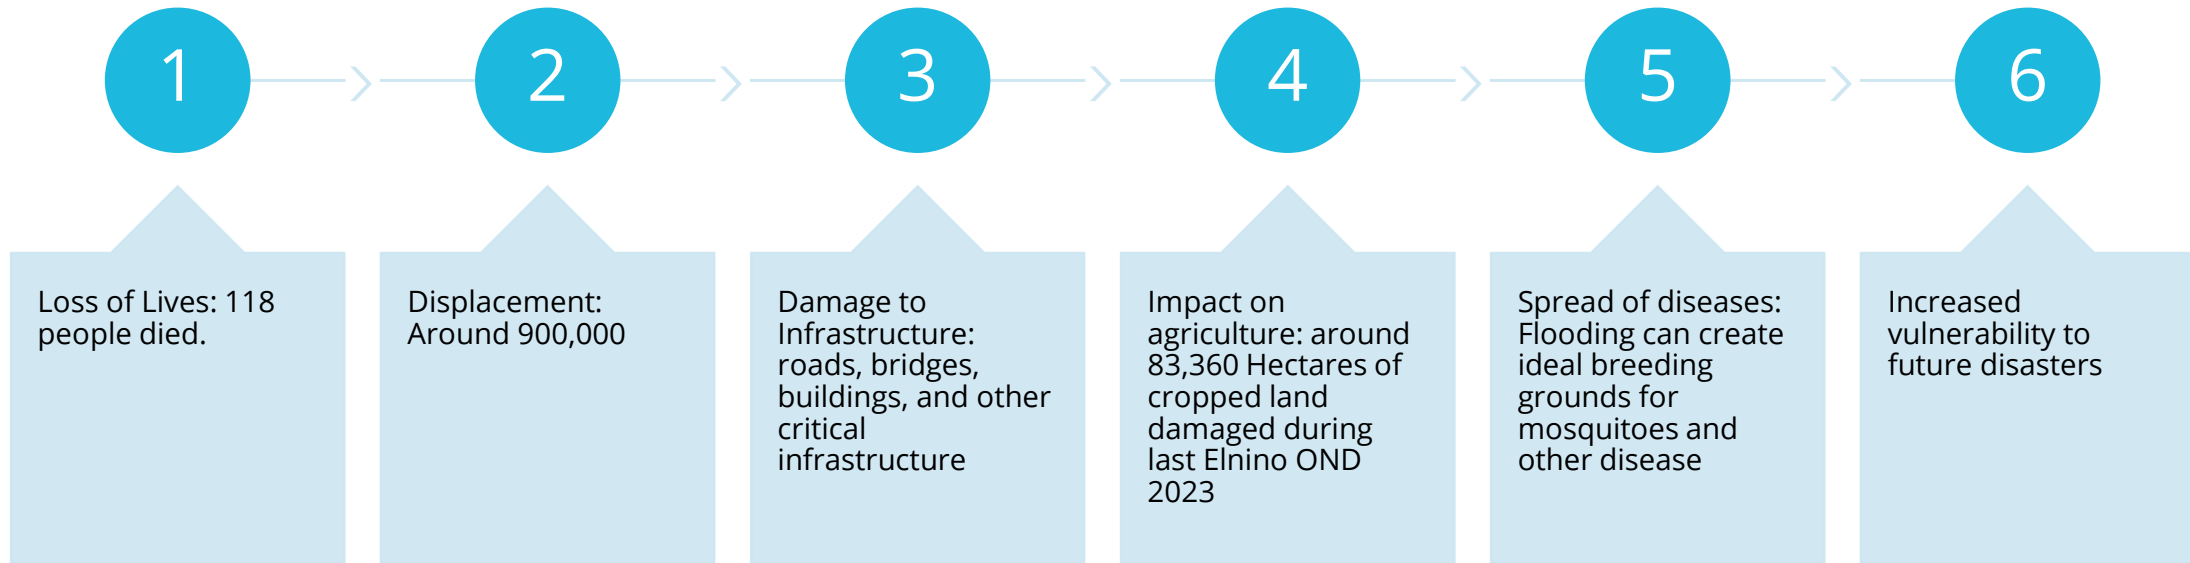 1
2
3
4
5
6
Loss of Lives: 118
people died.
Displacement:
Around 900,000
Damage to
Infrastructure:
roads, bridges,
buildings, and other
critical
infrastructure
Impact on
agriculture: around
83,360 Hectares of
cropped land
damaged during
last Elnino OND
2023
Spread of diseases:
Flooding can create
ideal breeding
grounds for
mosquitoes and
other disease
Increased
vulnerability to
future disasters